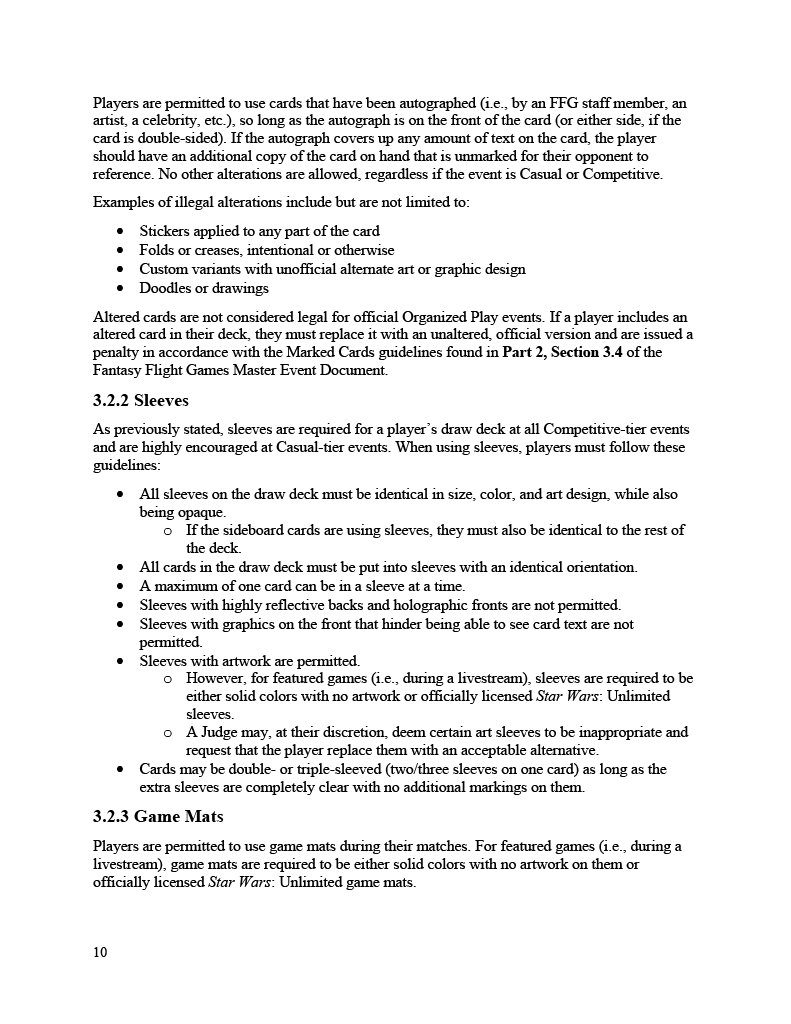 Players are permitted to use cards that have been autographed (i.e., by an FFG staff member, an
artist, a celebrity, etc.), so long as the autograph is on the front of the card (or either side, if the
card is double-sided). If the autograph covers up any amount of text on the card, the player
should have an additional copy of the card on hand that is unmarked for their opponent to
reference. No other alterations are allowed, regardless if the event is Casual or Competitive.
Examples of illegal alterations include but are not limited to:
• Stickers applied to any part of the card
• Folds or creases, intentional or otherwise
• Custom variants with unofficial alternate art or graphic design
• Doodles or drawings
Altered cards are not considered legal for official Organized Play events. If a player includes an
altered card in their deck, they must replace it with an unaltered, official version and are issued a
penalty in accordance with the Marked Cards guidelines found in Part 2, Section 3.4 of the
Fantasy Flight Games Master Event Document.
3.2.2 Sleeves
As previously stated, sleeves are required for a player’s draw deck at all Competitive-tier events
and are highly encouraged at Casual-tier events. When using sleeves, players must follow these
guidelines:
• All sleeves on the draw deck must be identical in size, color, and art design, while also
being opaque.
o If the sideboard cards are using sleeves, they must also be identical to the rest of
the deck.
• All cards in the draw deck must be put into sleeves with an identical orientation.
• A maximum of one card can be in a sleeve at a time.
• Sleeves with highly reflective backs and holographic fronts are not permitted.
• Sleeves with graphics on the front that hinder being able to see card text are not
permitted.
• Sleeves with artwork are permitted.
o However, for featured games (i.e., during a livestream), sleeves are required to be
either solid colors with no artwork or officially licensed Star Wars: Unlimited
sleeves.
o A Judge may, at their discretion, deem certain art sleeves to be inappropriate and
request that the player replace them with an acceptable alternative.
• Cards may be double- or triple-sleeved (two/three sleeves on one card) as long as the
extra sleeves are completely clear with no additional markings on them.
3.2.3 Game Mats
Players are permitted to use game mats during their matches. For featured games (i.e., during a
livestream), game mats are required to be either solid colors with no artwork on them or
officially licensed Star Wars: Unlimited game mats.
10